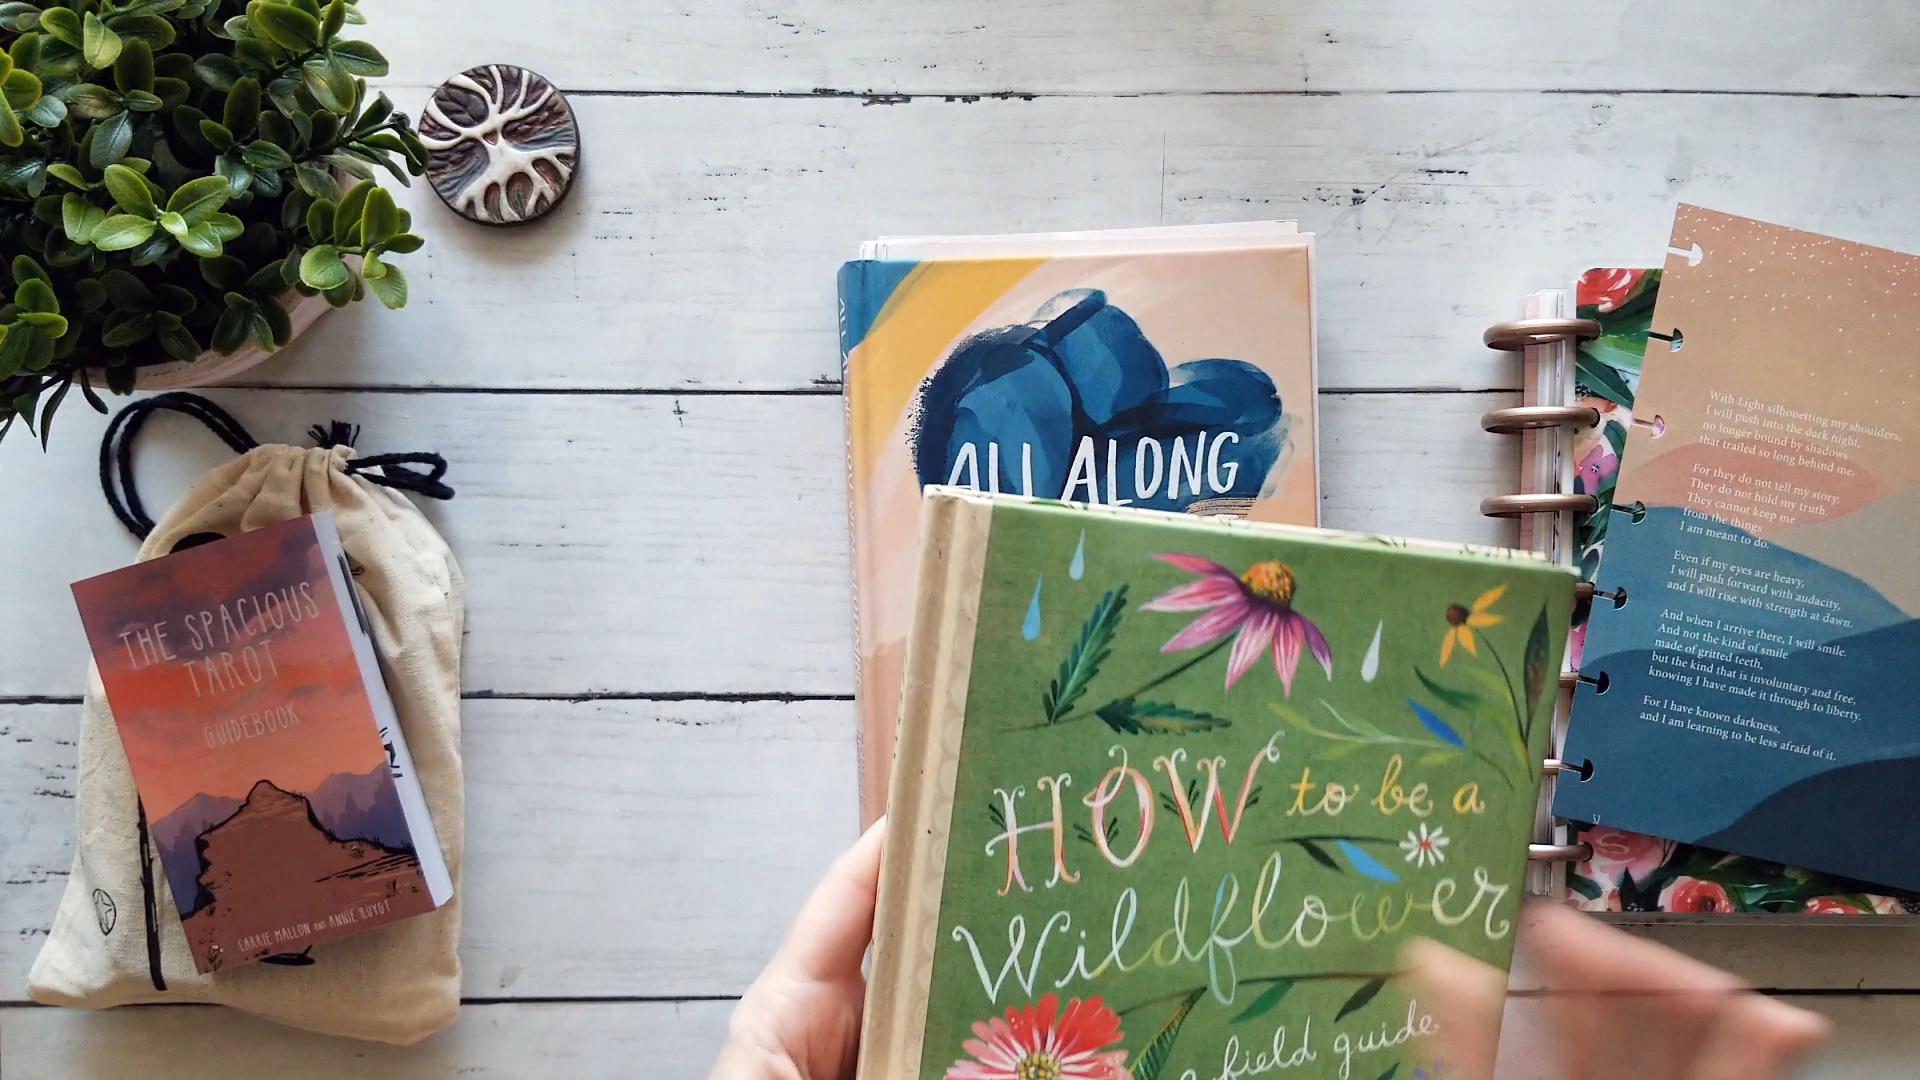 THE SPACIOUS
TAROT
GUIDEBOOK
CARRIE MALLON AND ANNIE RUYGT
ALL ALONG
HOW to be a
Wildflower
a field guide
With Light silhouetting my shoulders,
I will push into the dark night,
no longer bound by shadows
that trailed so long behind me.
For they do not tell my story.
They do not hold my truth.
They cannot keep me
from the things
I am meant to do.
Even if my eyes are heavy,
I will push forward with audacity,
and I will rise with strength at dawn.
And when I arrive there, I will smile.
And not the kind of smile
made of gritted teeth,
but the kind that is involuntary and free,
knowing I have made it through to liberty.
For I have known darkness,
and I am learning to be less afraid of it.